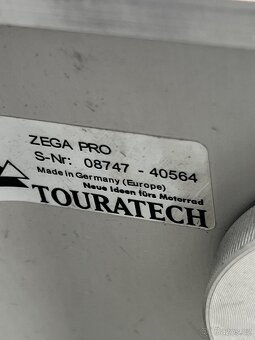 ZEGA PRO
S-Nr: 08747 - 40564
Made in Germany (Europe)
Neue Ideen fürs Motorrad
TOURATECH